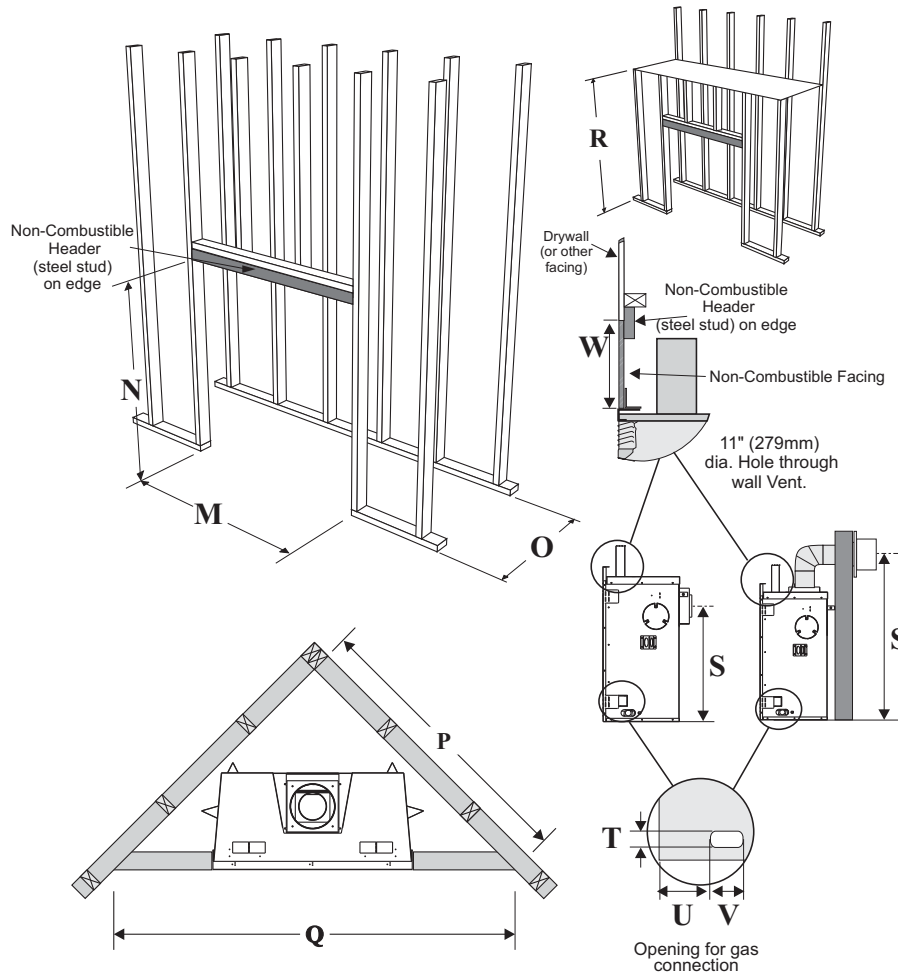 R
Non-Combustible
Header
(steel stud)
on edge
Drywall
(or other
facing)
Non-Combustible
Header
(steel stud) on edge
W
Non-Combustible Facing
N
11" (279mm)
dia. Hole through
wall Vent.
M
O
S
S
P
T
U
V
Q
Opening for gas
connection